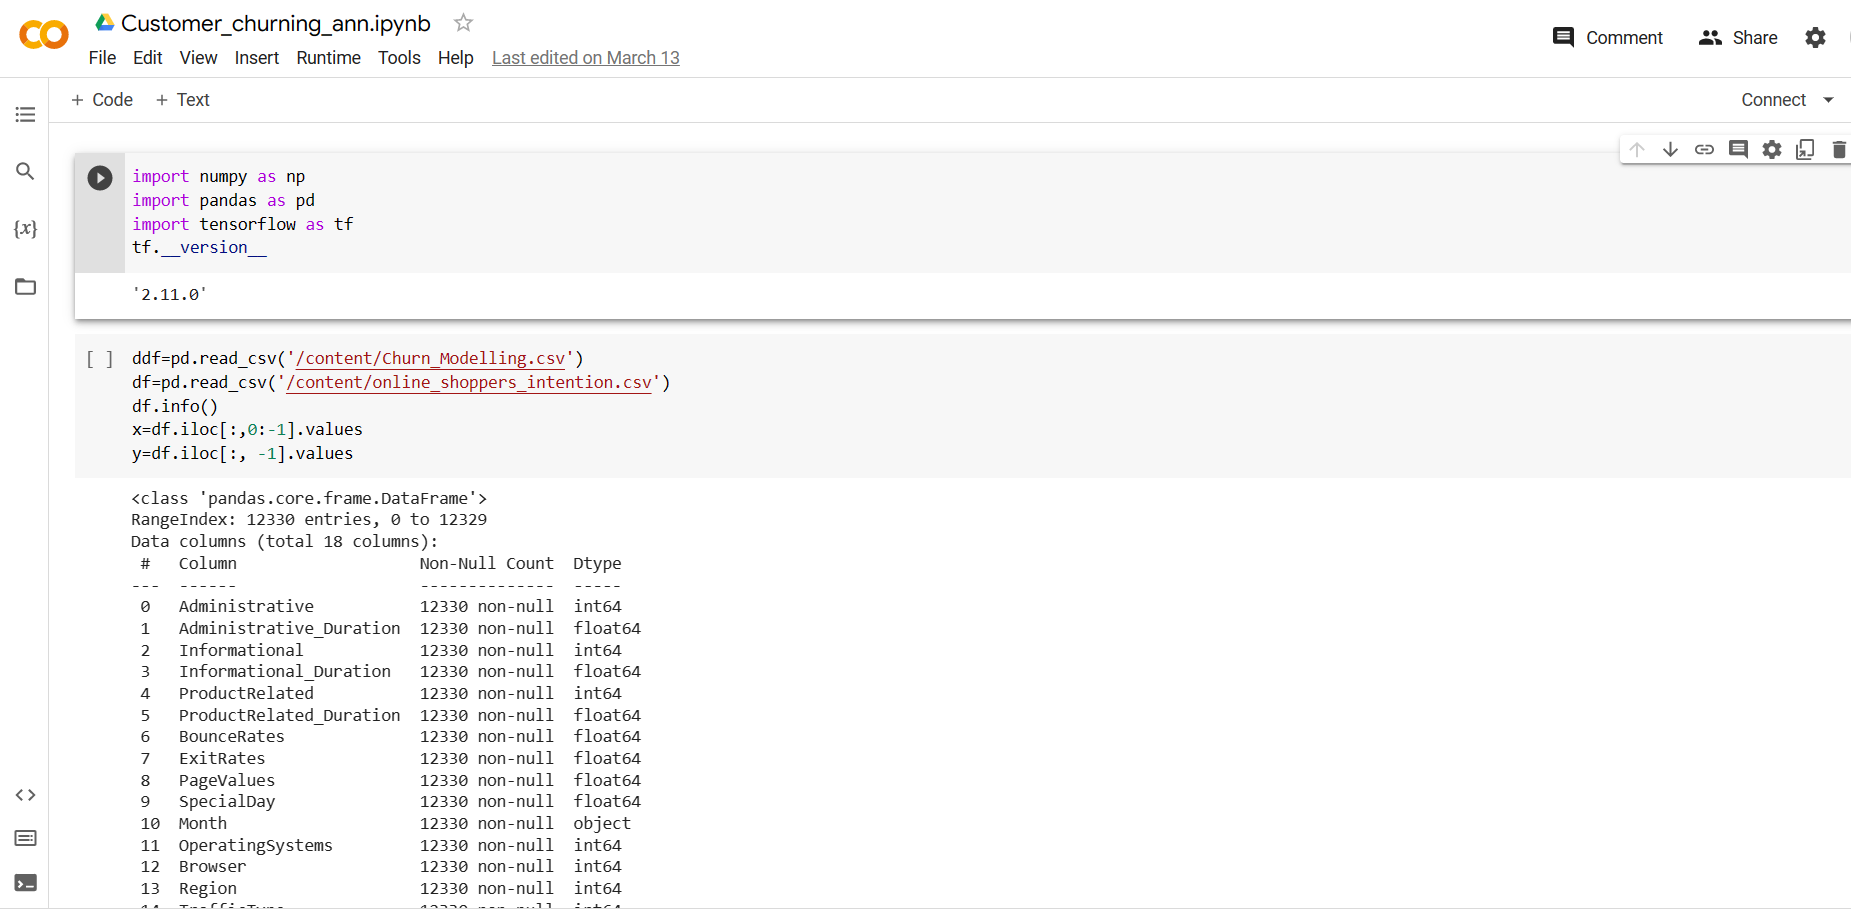 Customer_churning_ann.ipynb
File Edit View Insert Runtime Tools Help Last edited on March 13
Comment Share
+ Code + Text
Connect
import numpy as np
import pandas as pd
import tensorflow as tf
tf.__version__
'2.11.0'
[ ] ddf=pd.read_csv('/content/Churn_Modelling.csv')
df=pd.read_csv('/content/online_shoppers_intention.csv')
df.info()
x=df.iloc[:,0:-1].values
y=df.iloc[:, -1].values
<class 'pandas.core.frame.DataFrame'>
RangeIndex: 12330 entries, 0 to 12329
Data columns (total 18 columns):
# Column Non-Null Count Dtype
--- ------ -------------- -----
0 Administrative 12330 non-null int64
1 Administrative_Duration 12330 non-null float64
2 Informational 12330 non-null int64
3 Informational_Duration 12330 non-null float64
4 ProductRelated 12330 non-null int64
5 ProductRelated_Duration 12330 non-null float64
6 BounceRates 12330 non-null float64
7 ExitRates 12330 non-null float64
8 PageValues 12330 non-null float64
9 SpecialDay 12330 non-null float64
10 Month 12330 non-null object
11 OperatingSystems 12330 non-null int64
12 Browser 12330 non-null int64
13 Region 12330 non-null int64